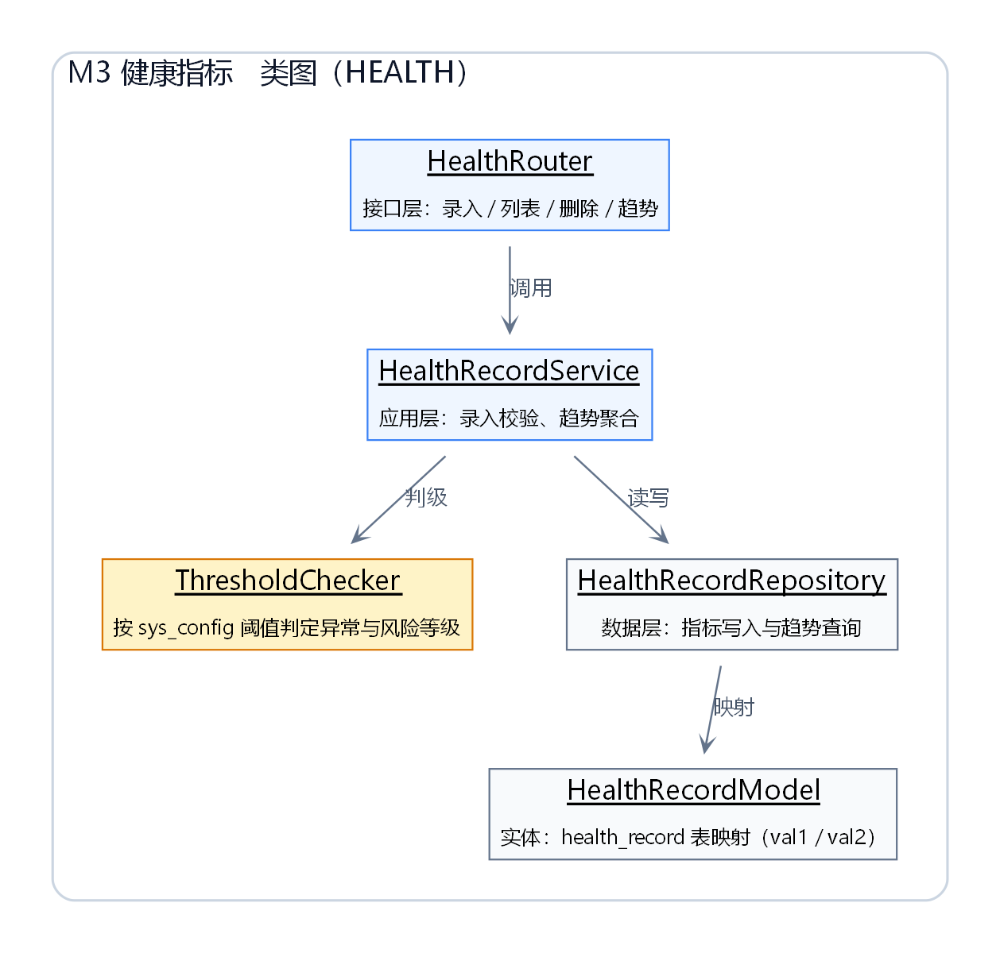 M3 健康指标　类图（HEALTH）
HealthRouter
接口层：录入 / 列表 / 删除 / 趋势
调用
HealthRecordService
应用层：录入校验、趋势聚合
判级
读写
ThresholdChecker
按 sys_config 阈值判定异常与风险等级
HealthRecordRepository
数据层：指标写入与趋势查询
映射
HealthRecordModel
实体：health_record 表映射（val1 / val2）